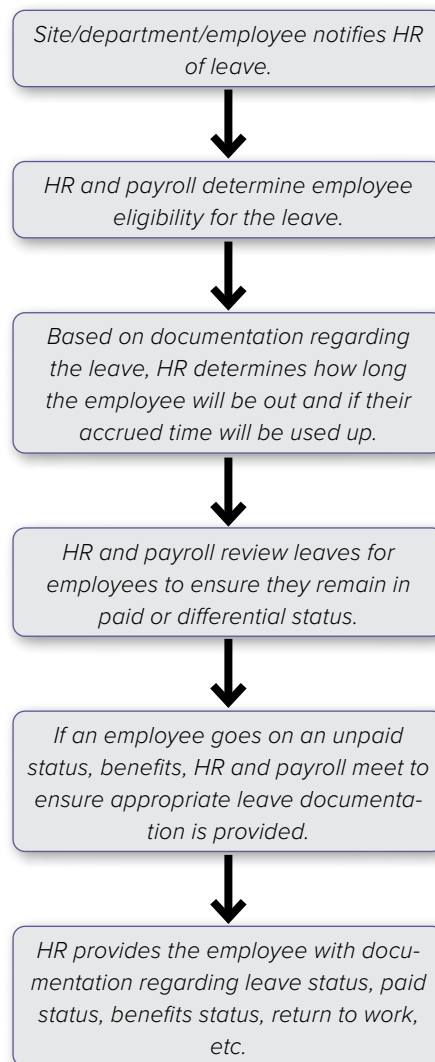 Site/department/employee notifies HR
of leave.
HR and payroll determine employee
eligibility for the leave.
Based on documentation regarding
the leave, HR determines how long
the employee will be out and if their
accrued time will be used up.
HR and payroll review leaves for
employees to ensure they remain in
paid or differential status.
If an employee goes on an unpaid
status, benefits, HR and payroll meet to
ensure appropriate leave documenta-
tion is provided.
HR provides the employee with docu-
mentation regarding leave status, paid
status, benefits status, return to work,
etc.